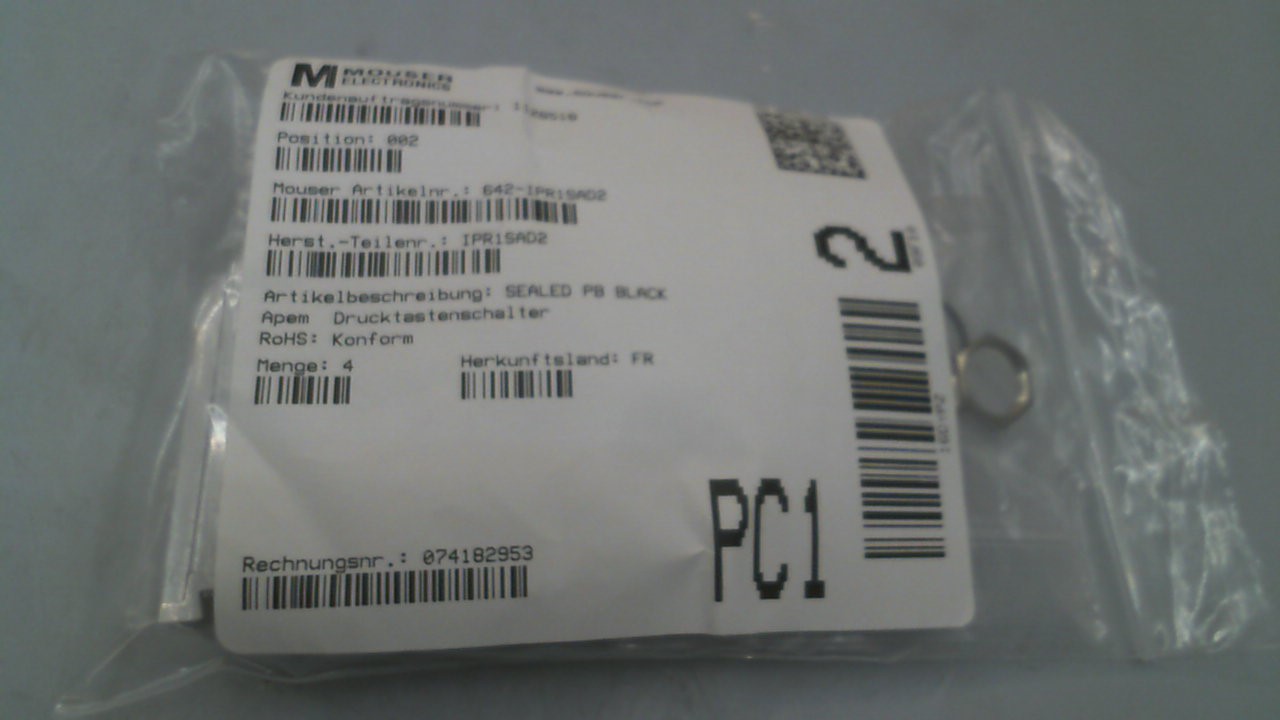 MOUSER
ELECTRONICS
Kundenauftragsnummer:
Position: 002
Mouser Artikelnr.: 642-IPR1SAD2
Herst.-Teilenr.: IPR1SAD2
Artikelbeschreibung: SEALED PB BLACK
Apem Drucktastenschalter
RoHS: Konform
Menge: 4 Herkunftsland: FR
Rechnungsnr.: 074182953
PC1
2